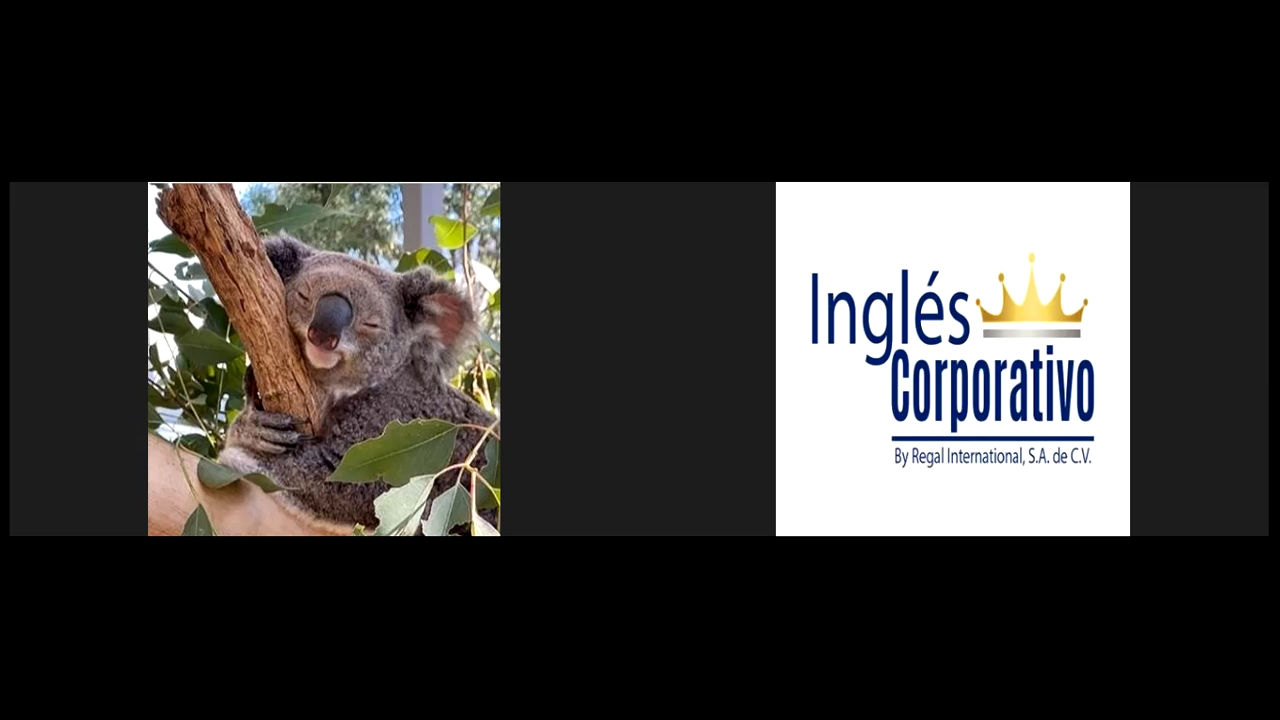 Inglés
Corporativo
By Regal International, S.A. de C.V.